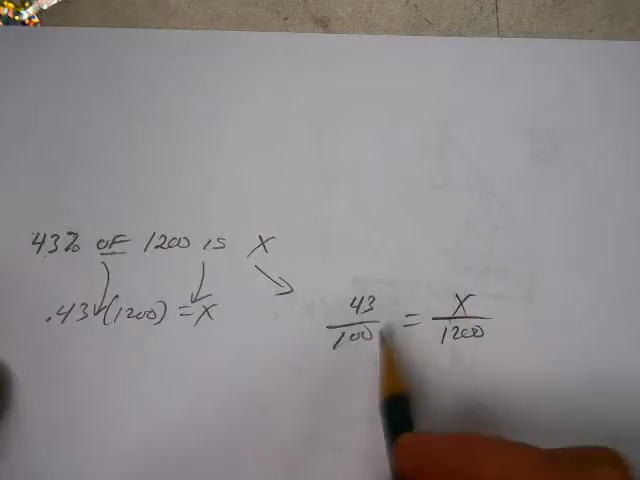 43% of 1200 is X
.43(1200) = X
43/100 = X/1200